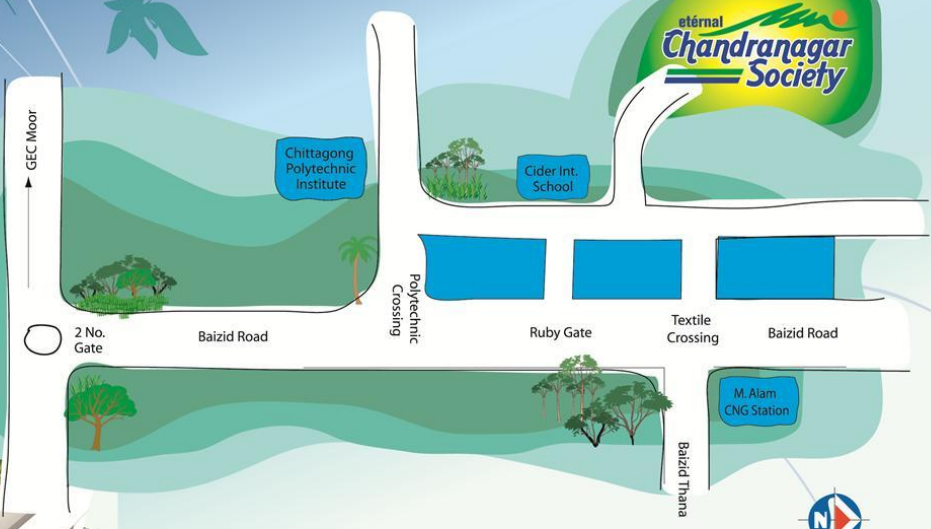 etérnal
Chandranagar
Society
GEC Moor
Chittagong
Polytechnic
Institute
Cider Int.
School
Polytechnic
Crossing
2 No.
Gate
Baizid Road
Ruby Gate
Textile
Crossing
Baizid Road
M. Alam
CNG Station
Baizid Thana
N